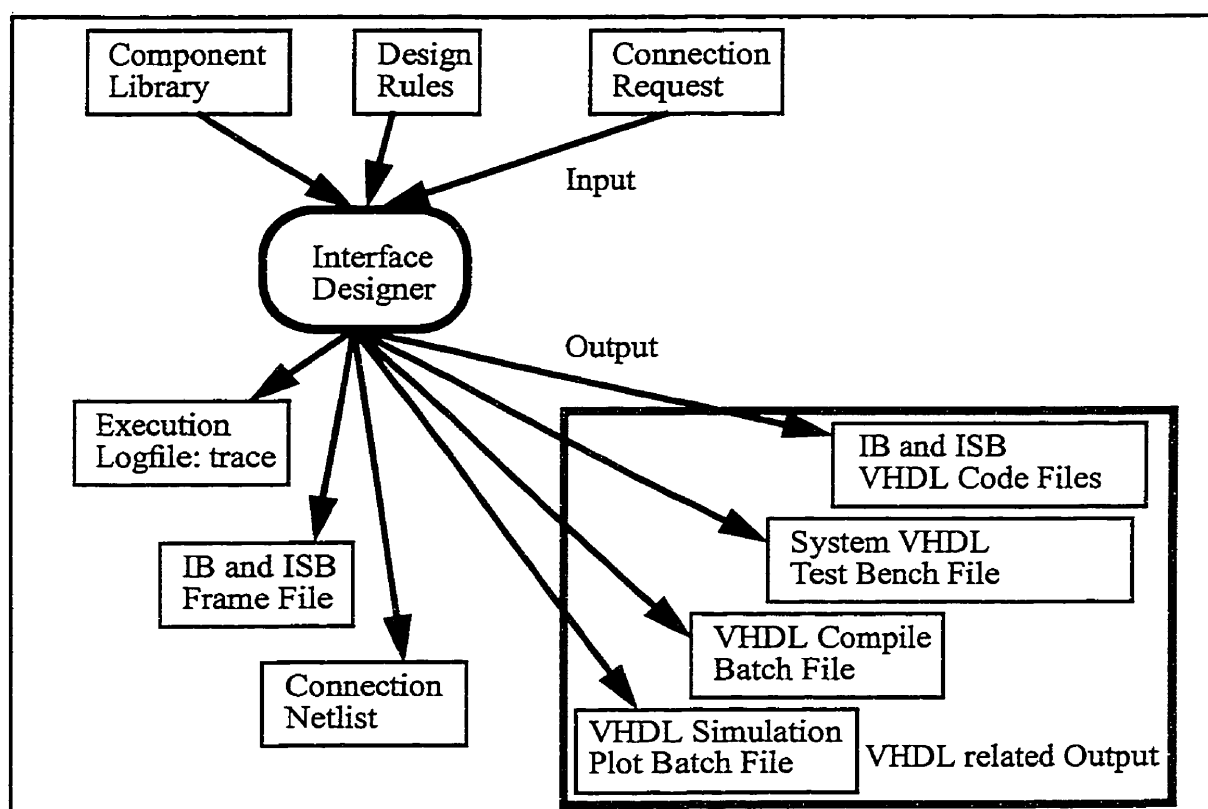 Component
Library
Design
Rules
Connection
Request
Input
Interface
Designer
Output
Execution
Logfile: trace
IB and ISB
VHDL Code Files
System VHDL
Test Bench File
IB and ISB
Frame File
VHDL Compile
Batch File
Connection
Netlist
VHDL Simulation
Plot Batch File
VHDL related Output